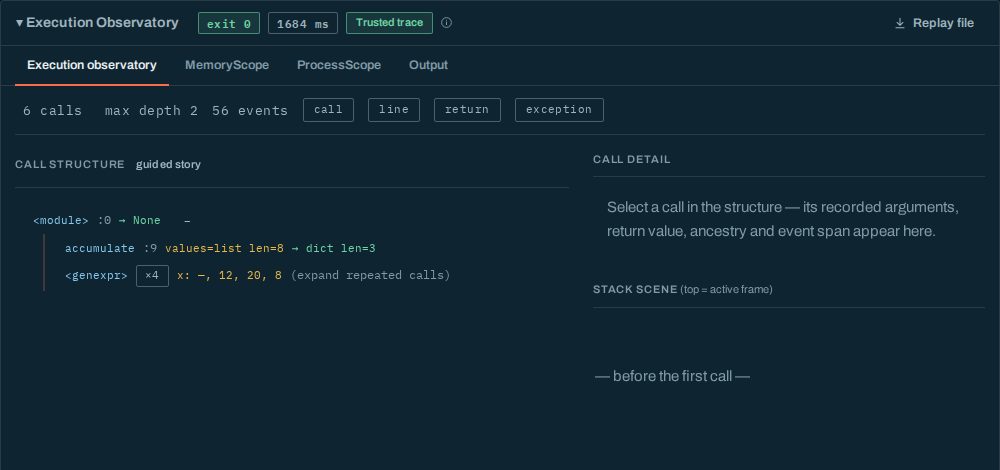 ▾ Execution Observatory exit 0 1684 ms Trusted trace ⓘ Replay file
Execution observatory MemoryScope ProcessScope Output
6 calls max depth 2 56 events call line return exception
CALL STRUCTURE guided story
<module> :0 → None –
accumulate :9 values=list len=8 → dict len=3
<genexpr> ×4 x: —, 12, 20, 8 (expand repeated calls)
CALL DETAIL
Select a call in the structure — its recorded arguments,
return value, ancestry and event span appear here.
STACK SCENE (top = active frame)
— before the first call —